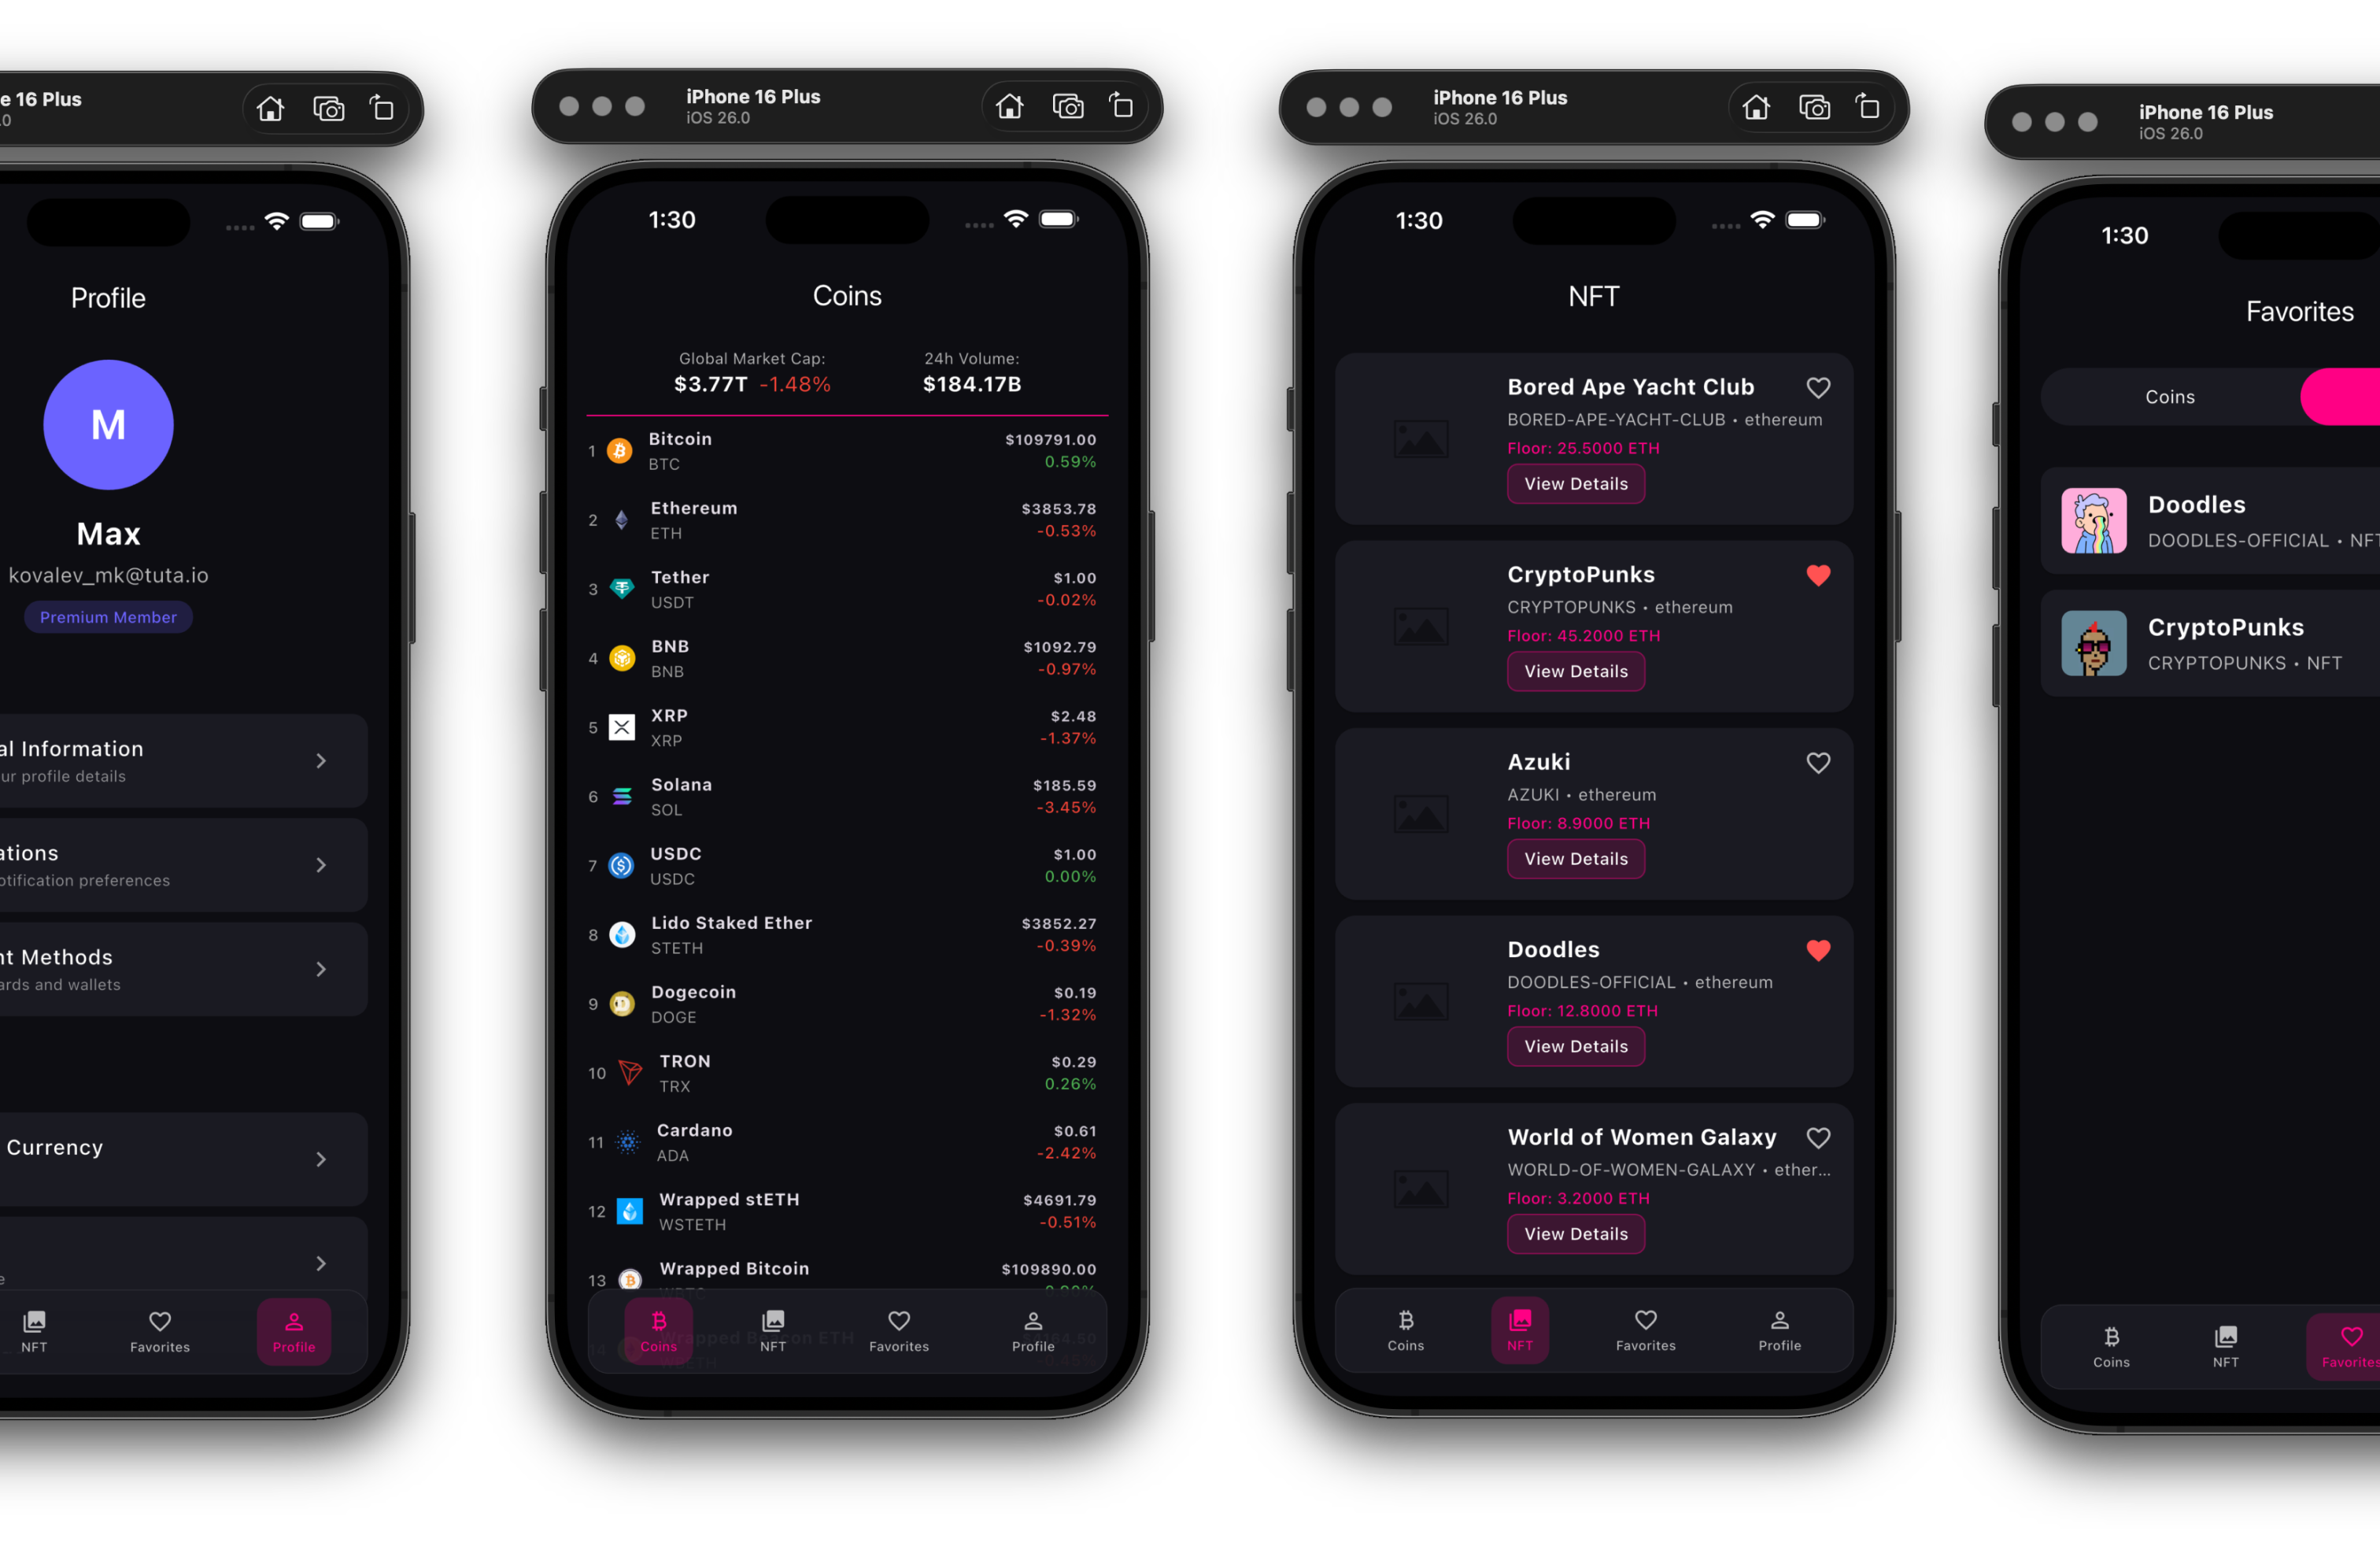 e 16 Plus
.0
Profile
M
Max
kovalev_mk@tuta.io
Premium Member
al Information
ur profile details
ations
otification preferences
nt Methods
ards and wallets
Currency
e
NFT
Favorites
Profile
iPhone 16 Plus
iOS 26.0
1:30
Coins
Global Market Cap:
$3.77T -1.48%
24h Volume:
$184.17B
1
Bitcoin
BTC
$109791.00
0.59%
2
Ethereum
ETH
$3853.78
-0.53%
3
Tether
USDT
$1.00
-0.02%
4
BNB
BNB
$1092.79
-0.97%
5
XRP
XRP
$2.48
-1.37%
6
Solana
SOL
$185.59
-3.45%
7
USDC
USDC
$1.00
0.00%
8
Lido Staked Ether
STETH
$3852.27
-0.39%
9
Dogecoin
DOGE
$0.19
-1.32%
10
TRON
TRX
$0.29
0.26%
11
Cardano
ADA
$0.61
-2.42%
12
Wrapped stETH
WSTETH
$4691.79
-0.51%
13
Wrapped Bitcoin
$109890.00
Coins
NFT
Favorites
Profile
iPhone 16 Plus
iOS 26.0
1:30
NFT
Bored Ape Yacht Club
BORED-APE-YACHT-CLUB • ethereum
Floor: 25.5000 ETH
View Details
CryptoPunks
CRYPTOPUNKS • ethereum
Floor: 45.2000 ETH
View Details
Azuki
AZUKI • ethereum
Floor: 8.9000 ETH
View Details
Doodles
DOODLES-OFFICIAL • ethereum
Floor: 12.8000 ETH
View Details
World of Women Galaxy
WORLD-OF-WOMEN-GALAXY • ether...
Floor: 3.2000 ETH
View Details
Coins
NFT
Favorites
Profile
iPhone 16 Plus
iOS 26.0
1:30
Favorites
Coins
Doodles
DOODLES-OFFICIAL • NFT
CryptoPunks
CRYPTOPUNKS • NFT
Coins
NFT
Favorites